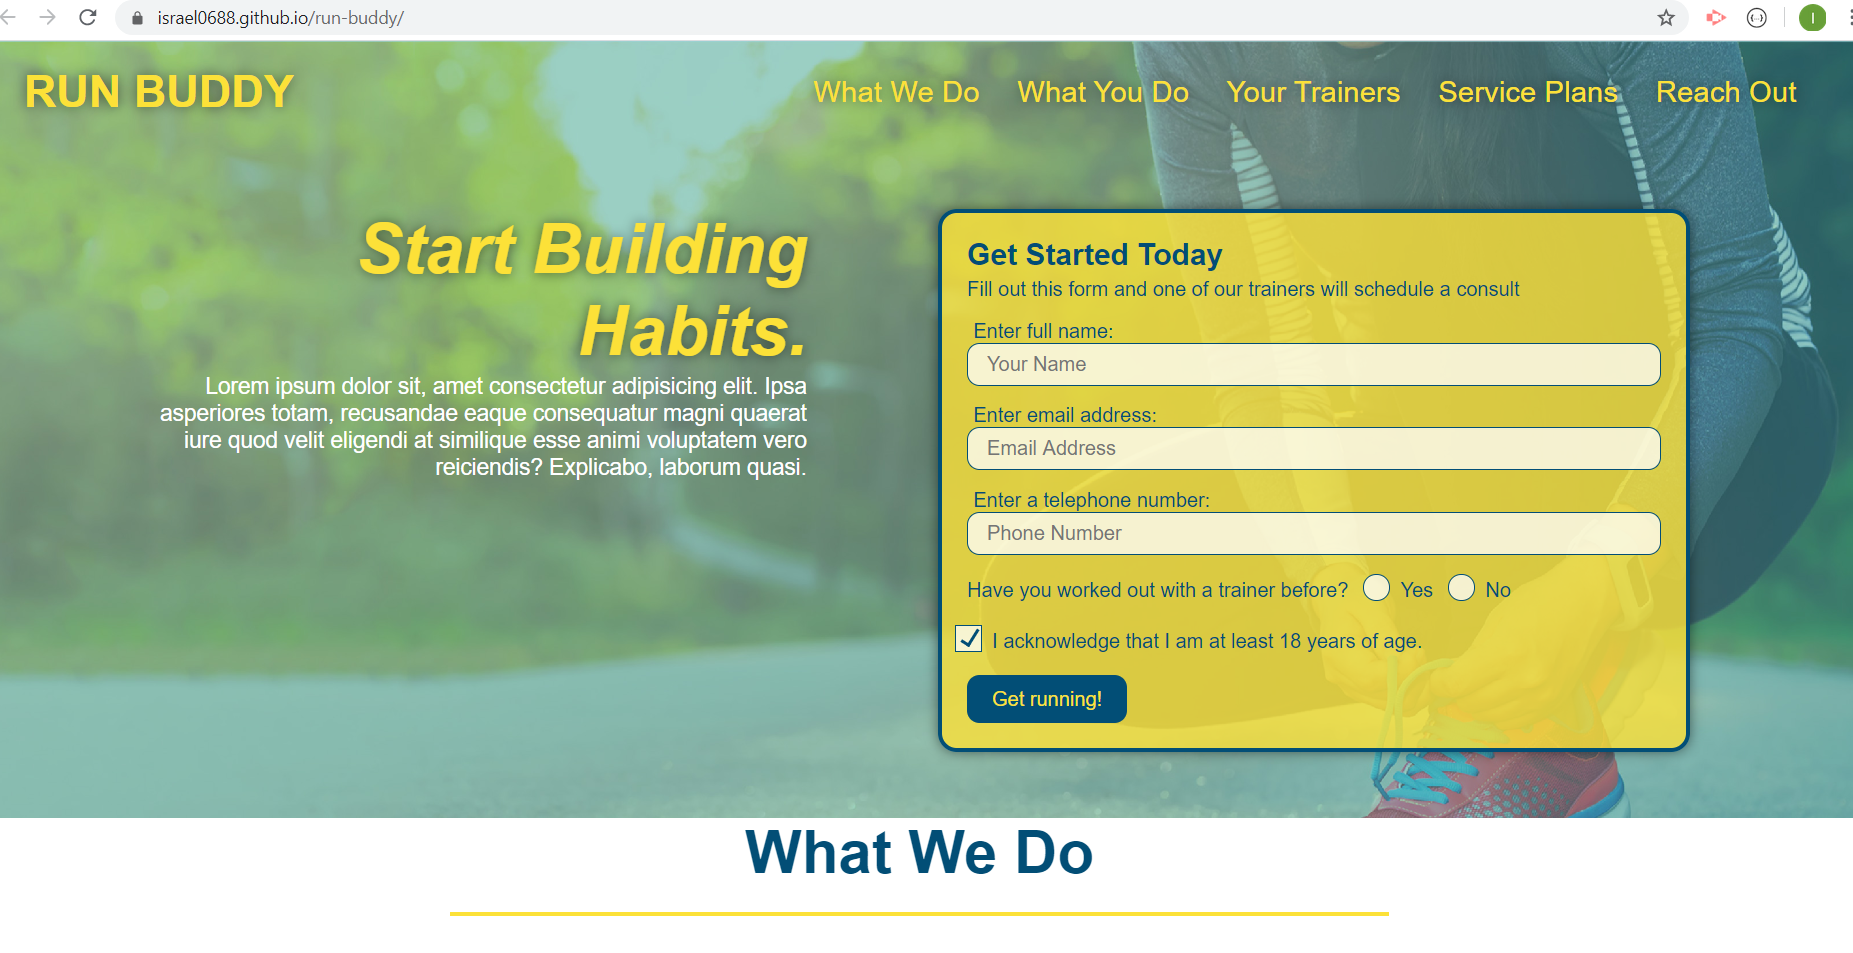 israel0688.github.io/run-buddy/
I
RUN BUDDY
What We Do What You Do Your Trainers Service Plans Reach Out
Start Building
Habits.
Lorem ipsum dolor sit, amet consectetur adipisicing elit. Ipsa
asperiores totam, recusandae eaque consequatur magni quaerat
iure quod velit eligendi at similique esse animi voluptatem vero
reiciendis? Explicabo, laborum quasi.
Get Started Today
Fill out this form and one of our trainers will schedule a consult
Enter full name:
Your Name
Enter email address:
Email Address
Enter a telephone number:
Phone Number
Have you worked out with a trainer before? Yes No
I acknowledge that I am at least 18 years of age.
Get running!
What We Do